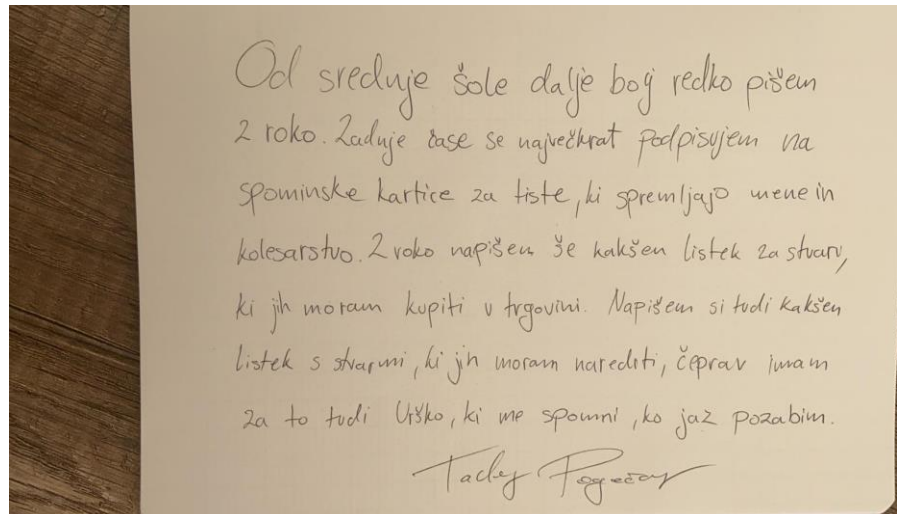 Od srednje šole dalje bolj redko pišem
z roko. Zadnje čase se največkrat podpisujem na
spominske kartice za tiste, ki spremljajo mene in
kolesarstvo. Z roko napišem še kakšen listek za stvari,
ki jih moram kupiti v trgovini. Napišem si tudi kakšen
listek s stvarmi, ki jih moram narediti, čeprav imam
za to tudi Urško, ki me spomni, ko jaz pozabim.
Tadej Pogačar